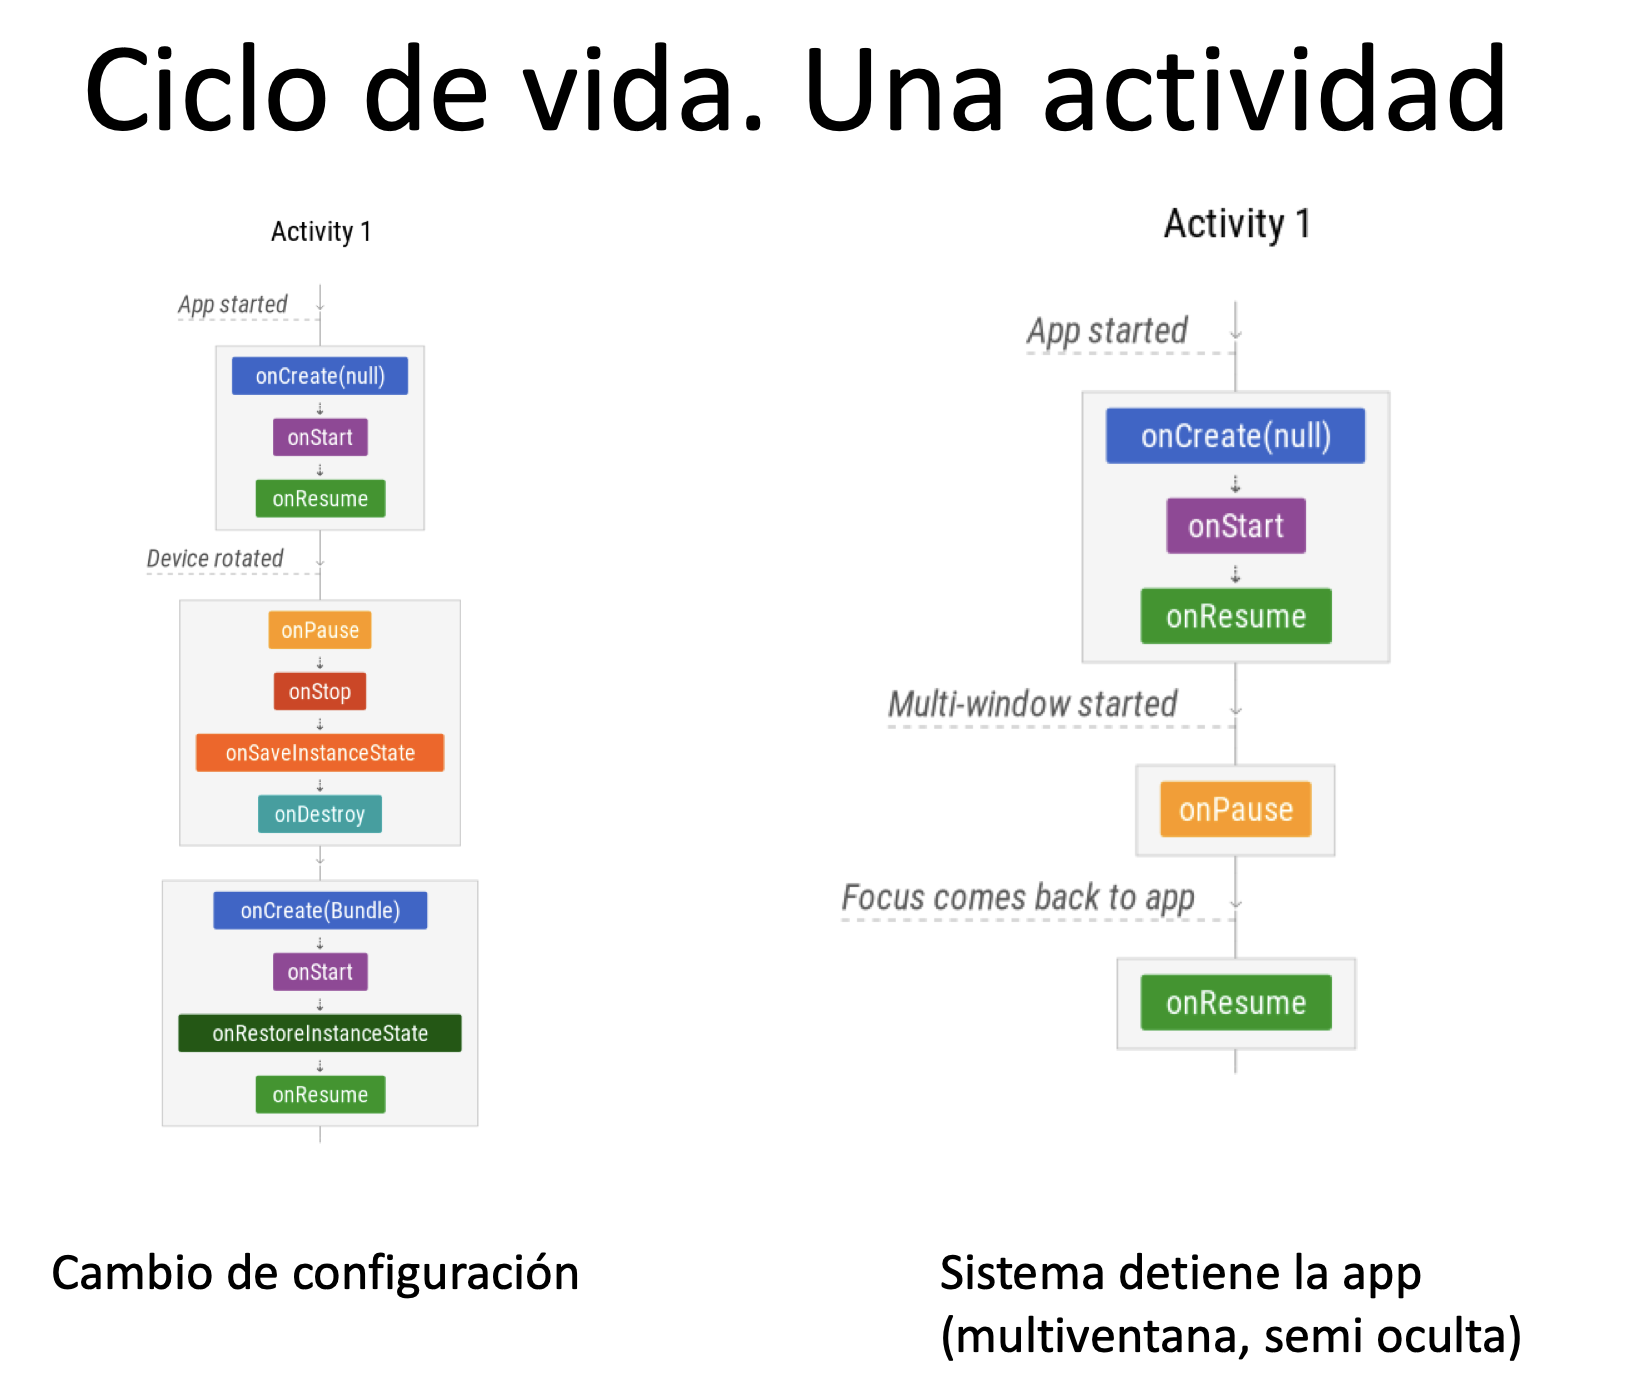 Ciclo de vida. Una actividad
Activity 1
App started
onCreate(null)
onStart
onResume
Device rotated
onPause
onStop
onSaveInstanceState
onDestroy
onCreate(Bundle)
onStart
onRestoreInstanceState
onResume
Cambio de configuración
Activity 1
App started
onCreate(null)
onStart
onResume
Multi-window started
onPause
Focus comes back to app
onResume
Sistema detiene la app
(multiventana, semi oculta)